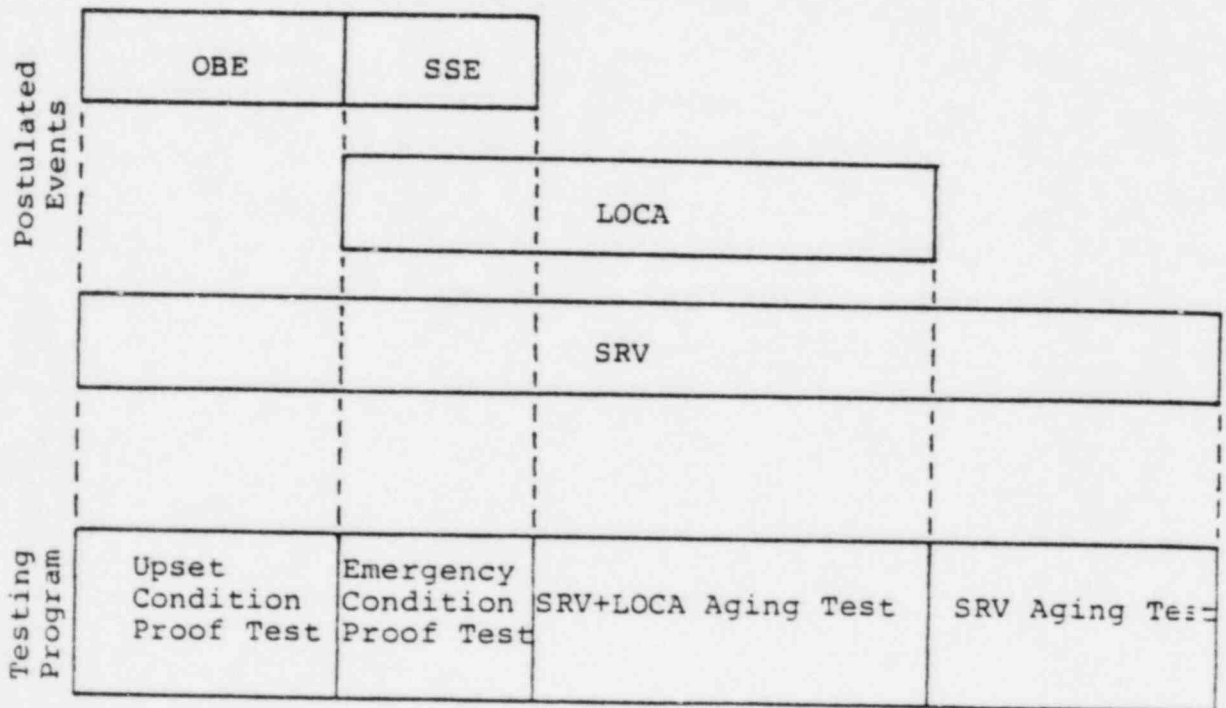 Postulated
Events
OBE
SSE
LOCA
SRV
Testing
Program
Upset
Condition
Proof Test
Emergency
Condition
Proof Test
SRV+LOCA Aging Test
SRV Aging Test